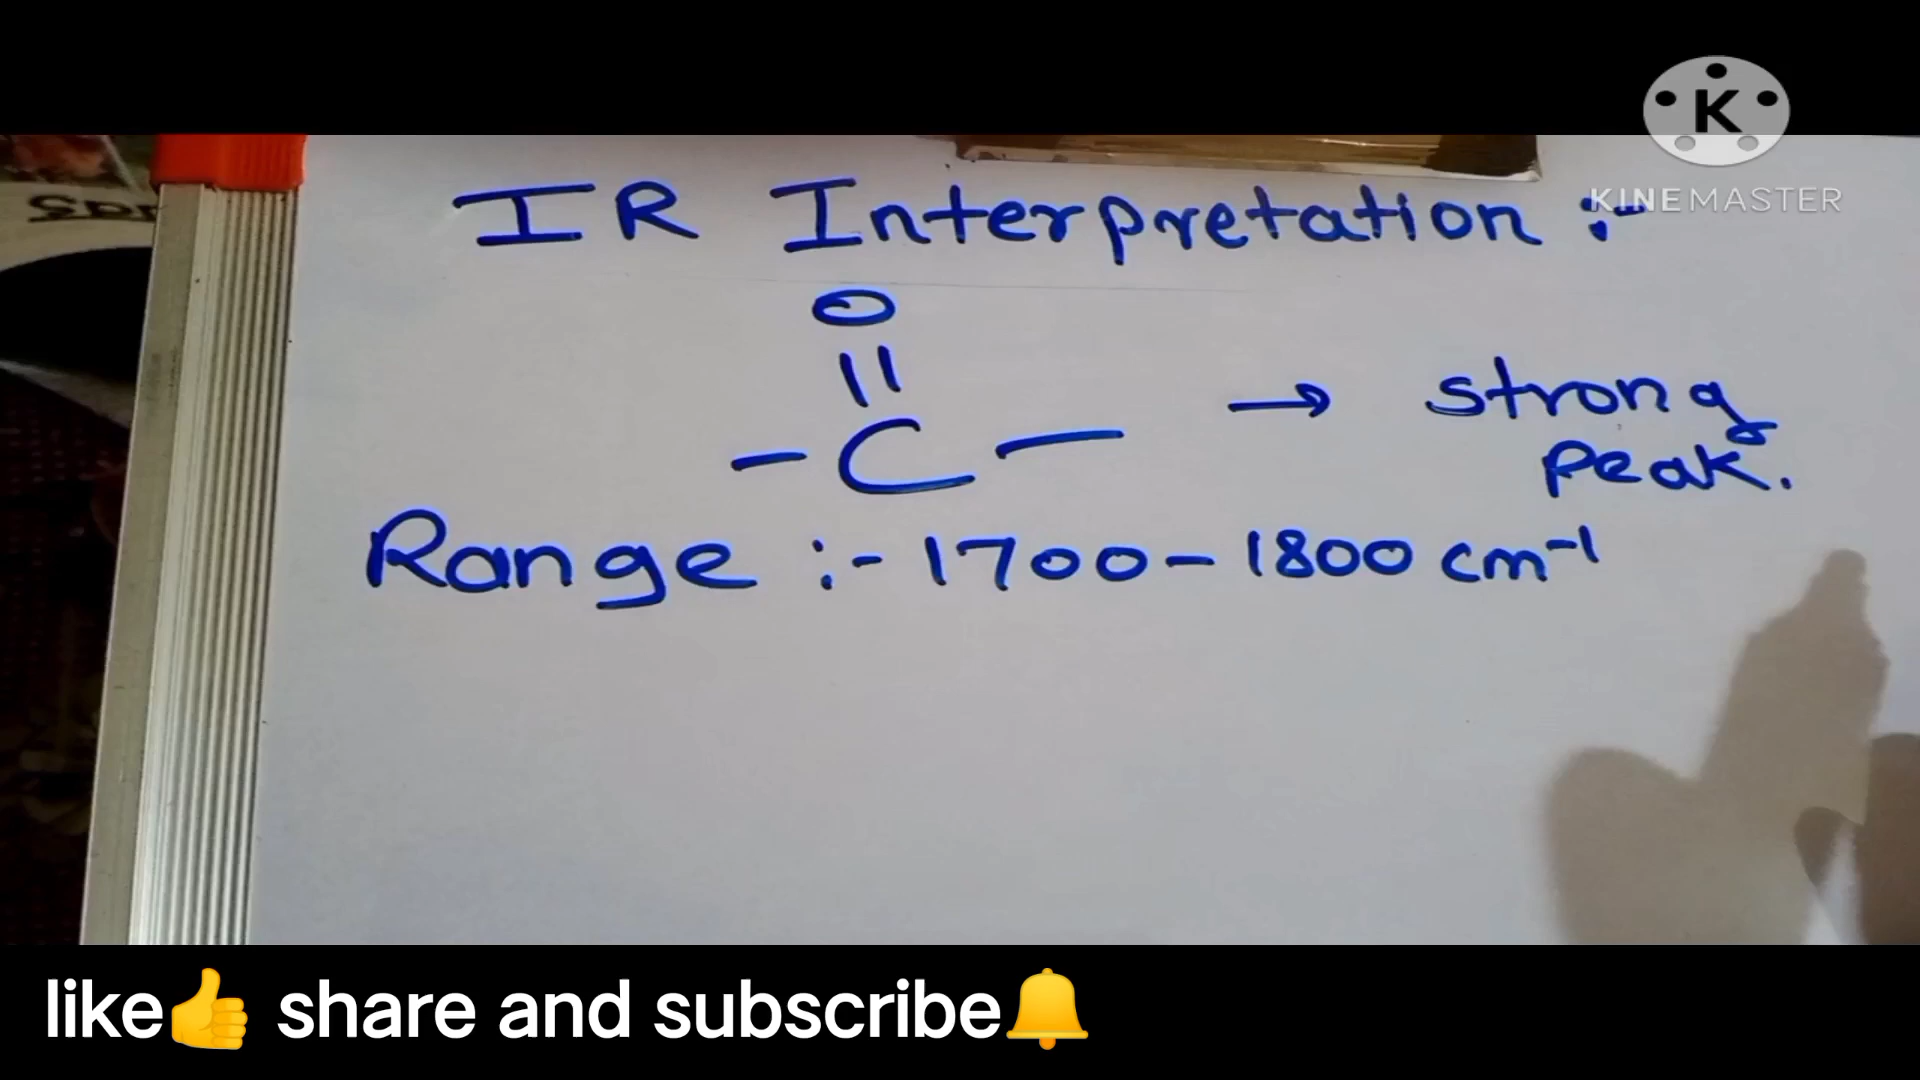 K
KINEMASTER
IR Interpretation :-
O
||
-C- → strong
peak.
Range :- 1700-1800 cm⁻¹
like👍 share and subscribe🔔